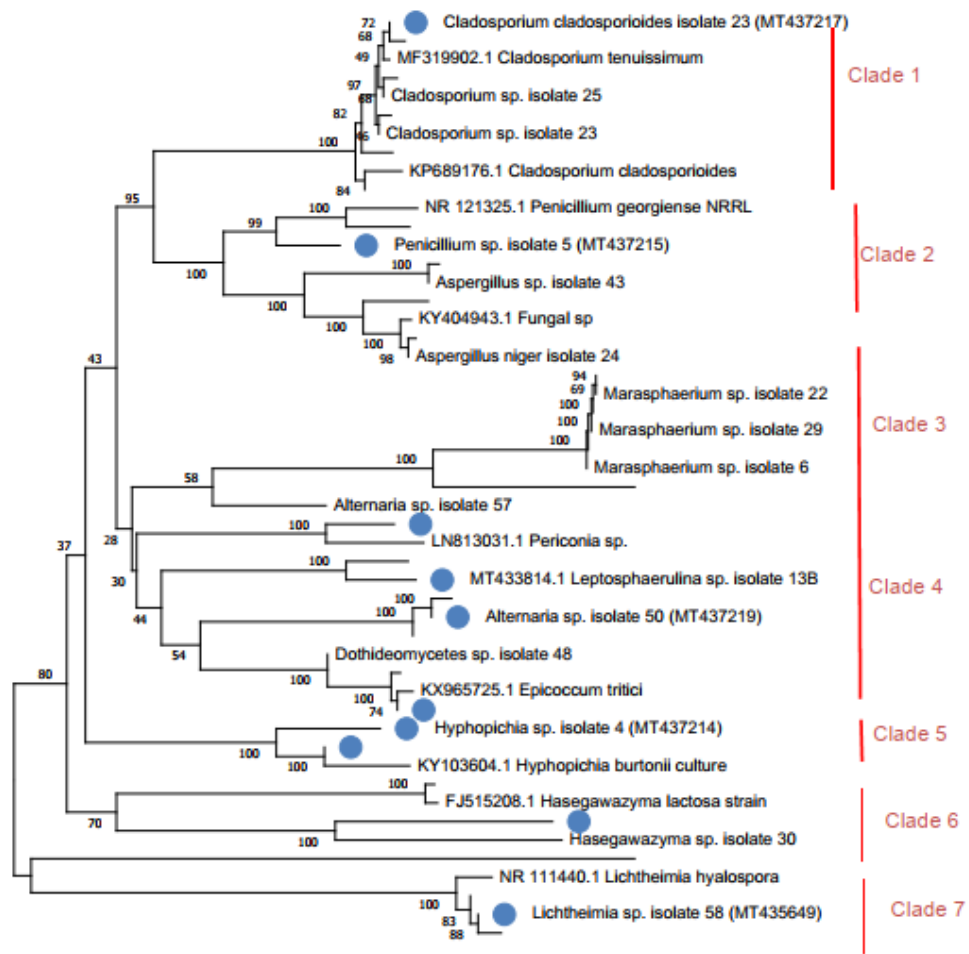 72
Cladosporium cladosporioides isolate 23 (MT437217)
68
49
MF319902.1 Cladosporium tenuissimum
Clade 1
97
68
Cladosporium sp. isolate 25
82
66
Cladosporium sp. isolate 23
100
KP689176.1 Cladosporium cladosporioides
84
95
100
NR 121325.1 Penicillium georgiense NRRL
99
Penicillium sp. isolate 5 (MT437215)
Clade 2
100
100
Aspergillus sp. isolate 43
100
KY404943.1 Fungal sp
100
100
98
Aspergillus niger isolate 24
43
94
69
Marasphaerium sp. isolate 22
100
100
Marasphaerium sp. isolate 29
Clade 3
100
100
Marasphaerium sp. isolate 6
58
Alternaria sp. isolate 57
100
28
LN813031.1 Periconia sp.
37
100
30
MT433814.1 Leptosphaerulina sp. isolate 13B
Clade 4
100
100
Alternaria sp. isolate 50 (MT437219)
44
54
Dothideomycetes sp. isolate 48
100
80
KX965725.1 Epicoccum tritici
100
74
Hyphopichia sp. isolate 4 (MT437214)
Clade 5
100
100
KY103604.1 Hyphopichia burtonii culture
100
FJ515208.1 Hasegawazyma lactosa strain
70
Clade 6
100
Hasegawazyma sp. isolate 30
NR 111440.1 Lichtheimia hyalospora
100
Lichtheimia sp. isolate 58 (MT435649)
Clade 7
83
88